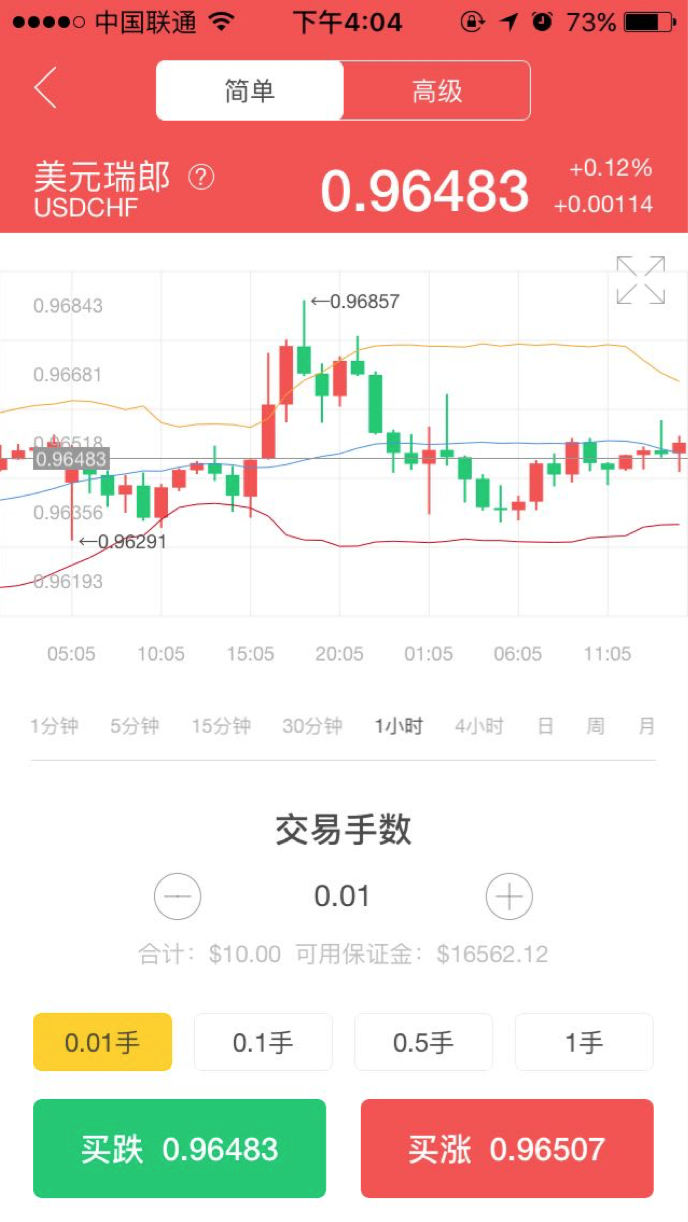 中国联通 下午4:04 73%
简单 高级
美元瑞郎 ? 0.96483 +0.12%
USDCHF +0.00114
←0.96857
0.96843
0.96681
0.96518
0.96483
0.96356
←0.96291
0.96193
05:05 10:05 15:05 20:05 01:05 06:05 11:05
1分钟 5分钟 15分钟 30分钟 1小时 4小时 日 周 月
交易手数
0.01
合计: $10.00 可用保证金: $16562.12
0.01手 0.1手 0.5手 1手
买跌 0.96483 买涨 0.96507